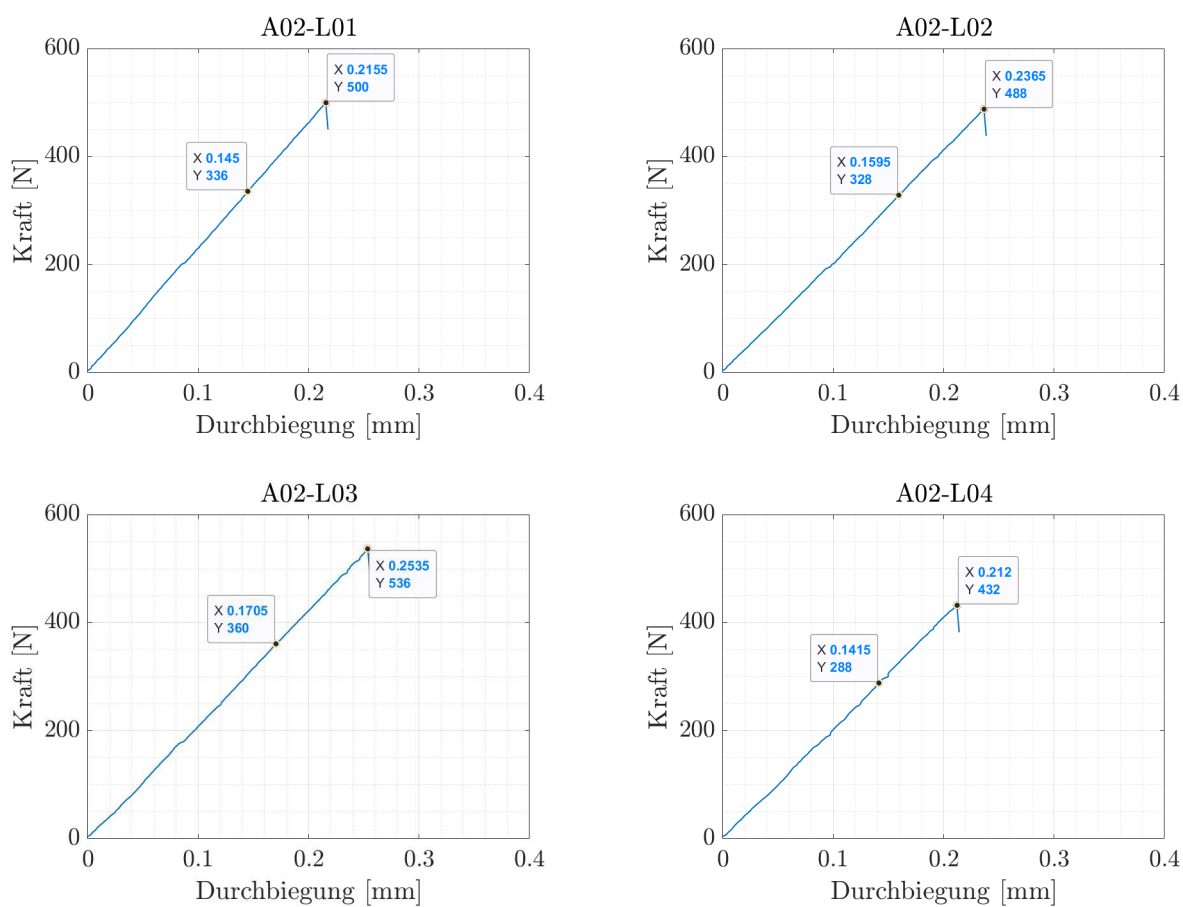 A02-L01
600
400
200
0
X 0.2155
Y 500
X 0.145
Y 336
0 0.1 0.2 0.3 0.4
Durchbiegung [mm]
Kraft [N]
A02-L02
600
400
200
0
X 0.2365
Y 488
X 0.1595
Y 328
0 0.1 0.2 0.3 0.4
Durchbiegung [mm]
Kraft [N]
A02-L03
600
400
200
0
X 0.2535
Y 536
X 0.1705
Y 360
0 0.1 0.2 0.3 0.4
Durchbiegung [mm]
Kraft [N]
A02-L04
600
400
200
0
X 0.212
Y 432
X 0.1415
Y 288
0 0.1 0.2 0.3 0.4
Durchbiegung [mm]
Kraft [N]